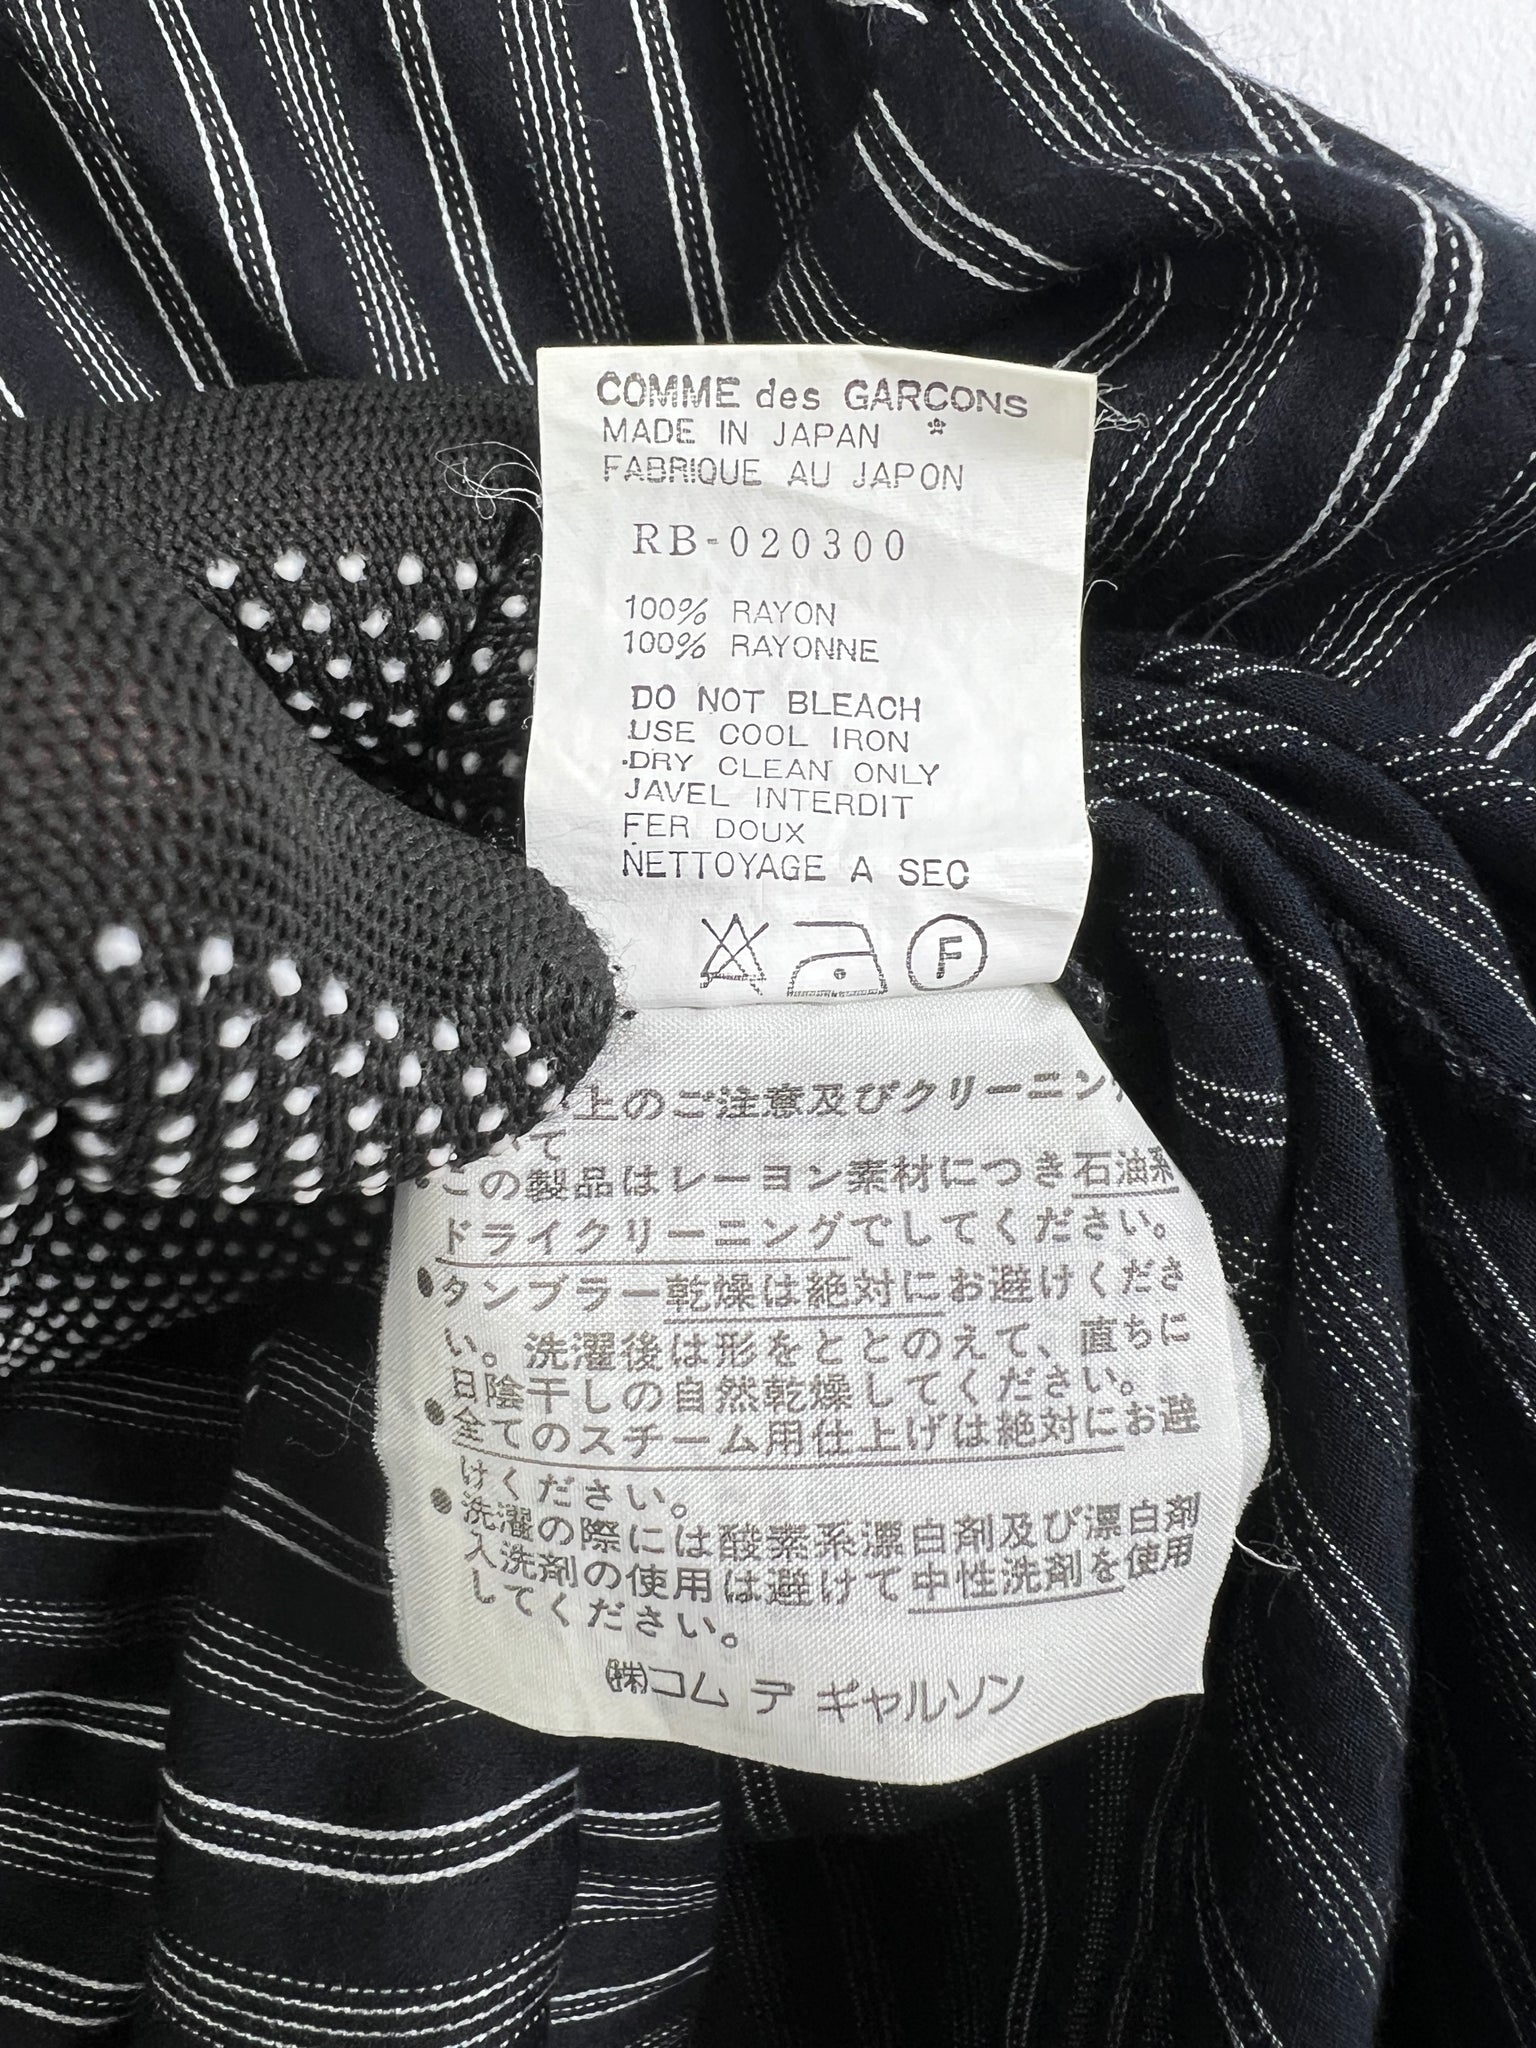 COMME des GARCONS
MADE IN JAPAN *
FABRIQUE AU JAPON
RB-020300
100% RAYON
100% RAYONNE
DO NOT BLEACH
USE COOL IRON
DRY CLEAN ONLY
JAVEL INTERDIT
FER DOUX
NETTOYAGE A SEC
F
上のご注意及びクリーニン
て
この製品はレーヨン素材につき石油系
ドライクリーニングでしてください。
●タンブラー乾燥は絶対にお避けくださ
い。洗濯後は形をととのえて、直ちに
日陰干しの自然乾燥してください。
●全てのスチーム用仕上げは絶対にお避
けください。
●洗濯の際には酸素系漂白剤及び漂白剤
入洗剤の使用は避けて中性洗剤を使用
してください。
㈱コム デ ギャルソン